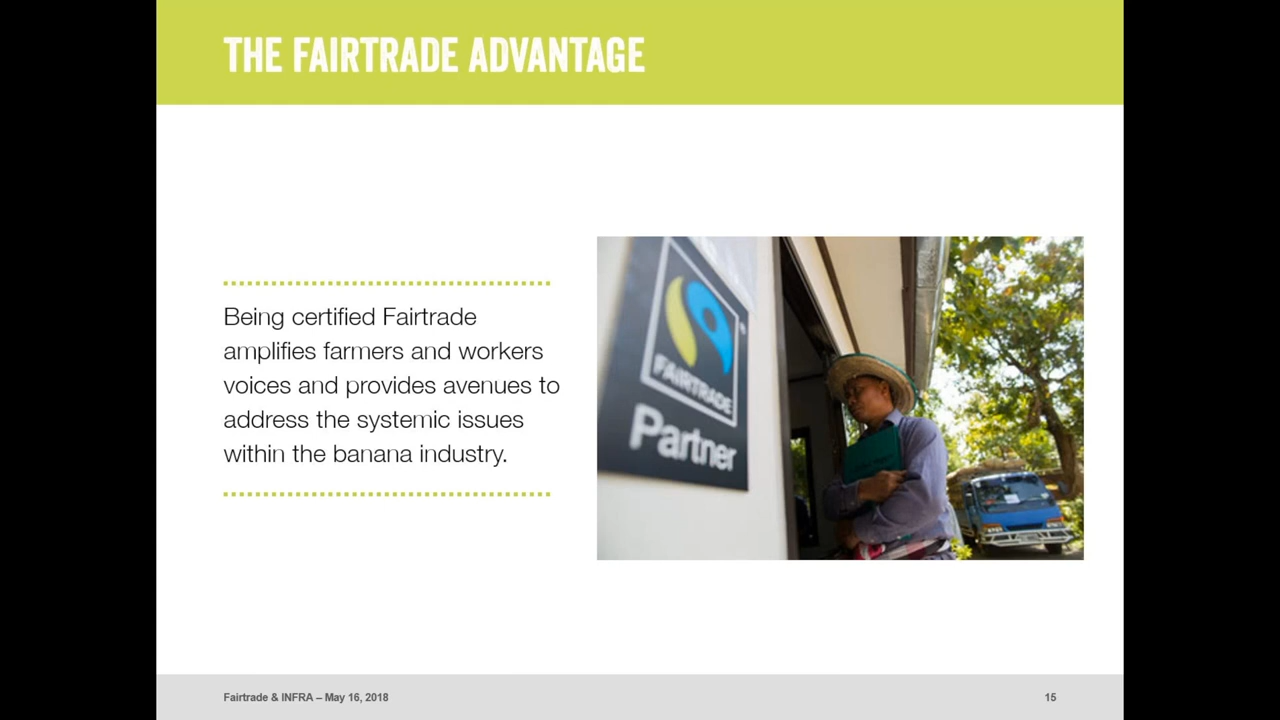 THE FAIRTRADE ADVANTAGE
Being certified Fairtrade
amplifies farmers and workers
voices and provides avenues to
address the systemic issues
within the banana industry.
FAIRTRADE
Partner
Fairtrade & INFRA – May 16, 2018
15